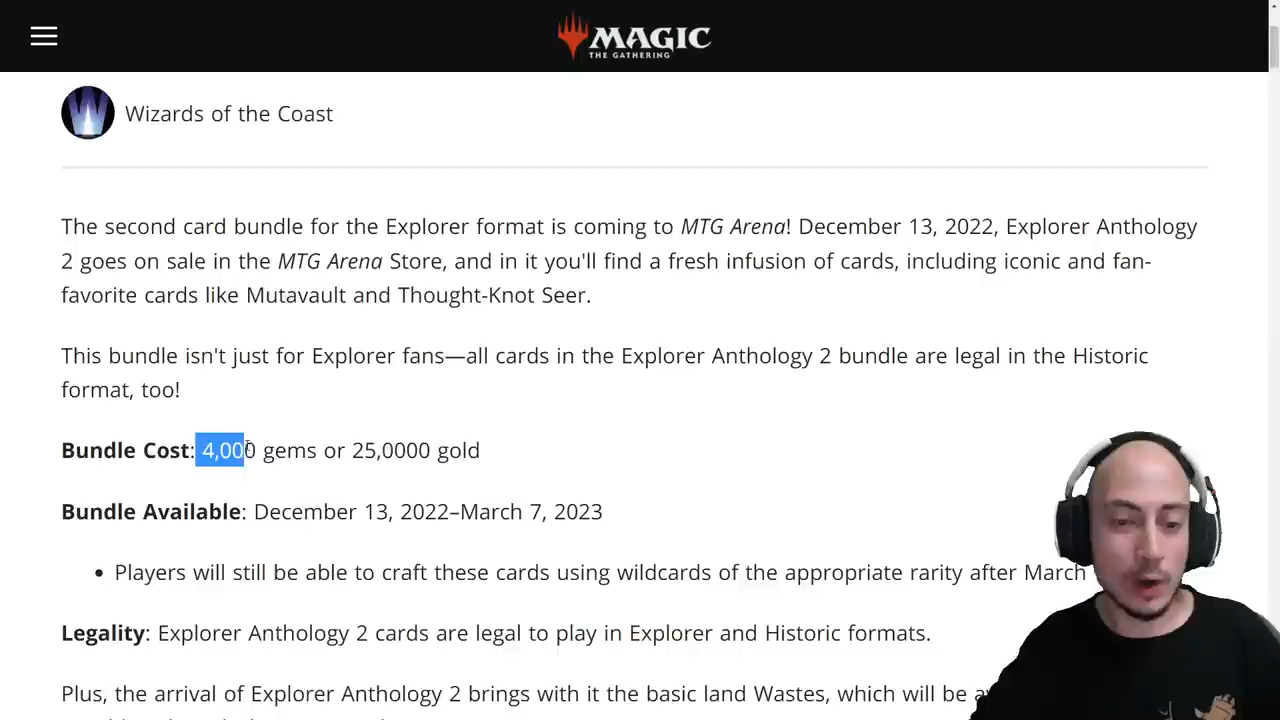 MAGIC
THE GATHERING
Wizards of the Coast
The second card bundle for the Explorer format is coming to MTG Arena! December 13, 2022, Explorer Anthology
2 goes on sale in the MTG Arena Store, and in it you'll find a fresh infusion of cards, including iconic and fan-
favorite cards like Mutavault and Thought-Knot Seer.
This bundle isn't just for Explorer fans—all cards in the Explorer Anthology 2 bundle are legal in the Historic
format, too!
Bundle Cost: 4,000 gems or 25,0000 gold
Bundle Available: December 13, 2022–March 7, 2023
• Players will still be able to craft these cards using wildcards of the appropriate rarity after March
Legality: Explorer Anthology 2 cards are legal to play in Explorer and Historic formats.
Plus, the arrival of Explorer Anthology 2 brings with it the basic land Wastes, which will be